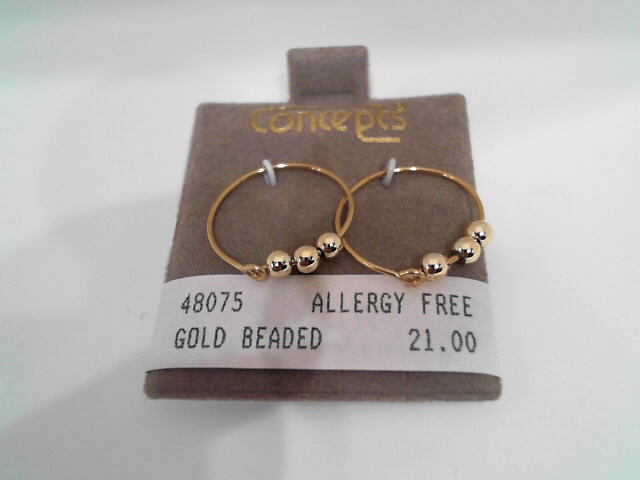 Concepts
48075 ALLERGY FREE
GOLD BEADED 21.00